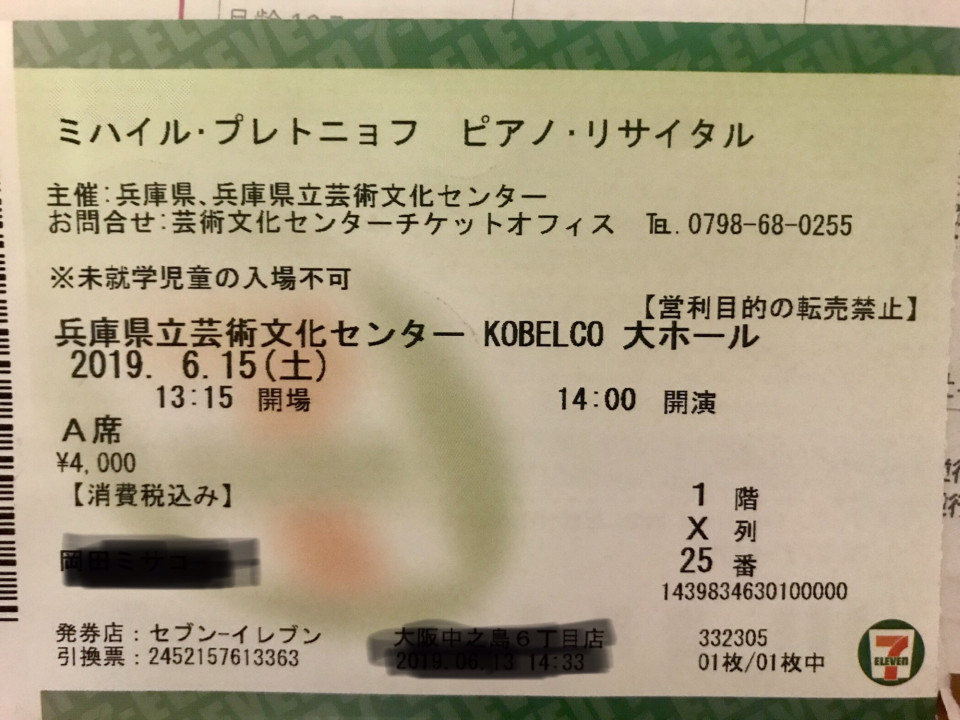 ミハイル・プレトニョフ ピアノ・リサイタル
主催：兵庫県、兵庫県立芸術文化センター
お問合せ：芸術文化センターチケットオフィス ℡.0798-68-0255
※未就学児童の入場不可
【営利目的の転売禁止】
兵庫県立芸術文化センター KOBELCO 大ホール
2019. 6.15(土)
13:15 開場 14:00 開演
A席
¥4,000
【消費税込み】
1 階
X 列
25 番
1439834630100000
発券店：セブン-イレブン 332305
引換票：2452157613363 01枚/01枚中
7 ELEVEN